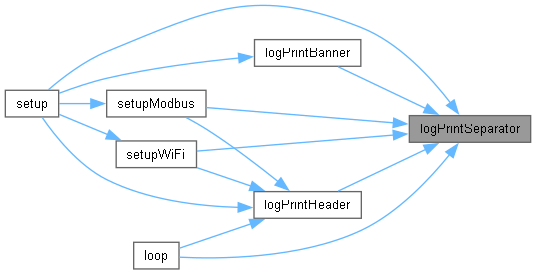 logPrintBanner
setup
setupModbus
logPrintSeparator
setupWiFi
logPrintHeader
loop